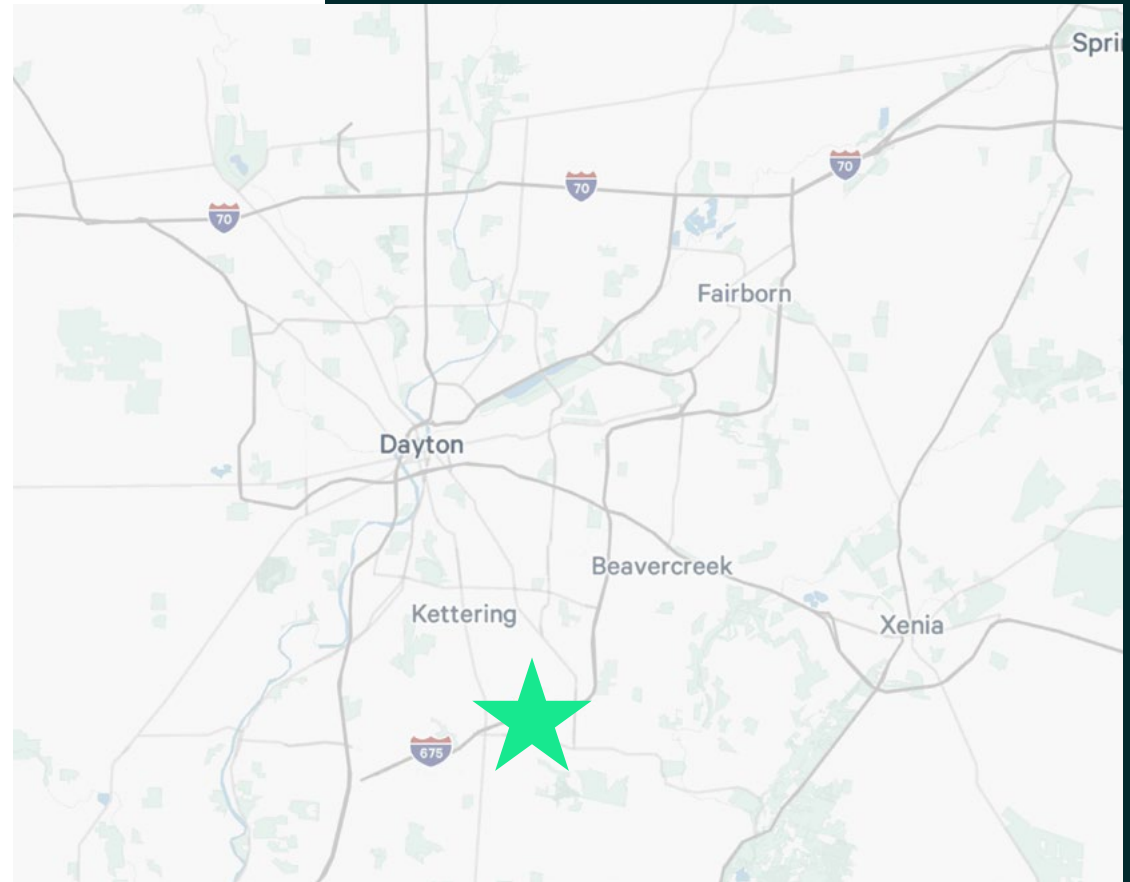 Spri
70
70
70
Fairborn
Dayton
Beavercreek
Kettering
Xenia
675